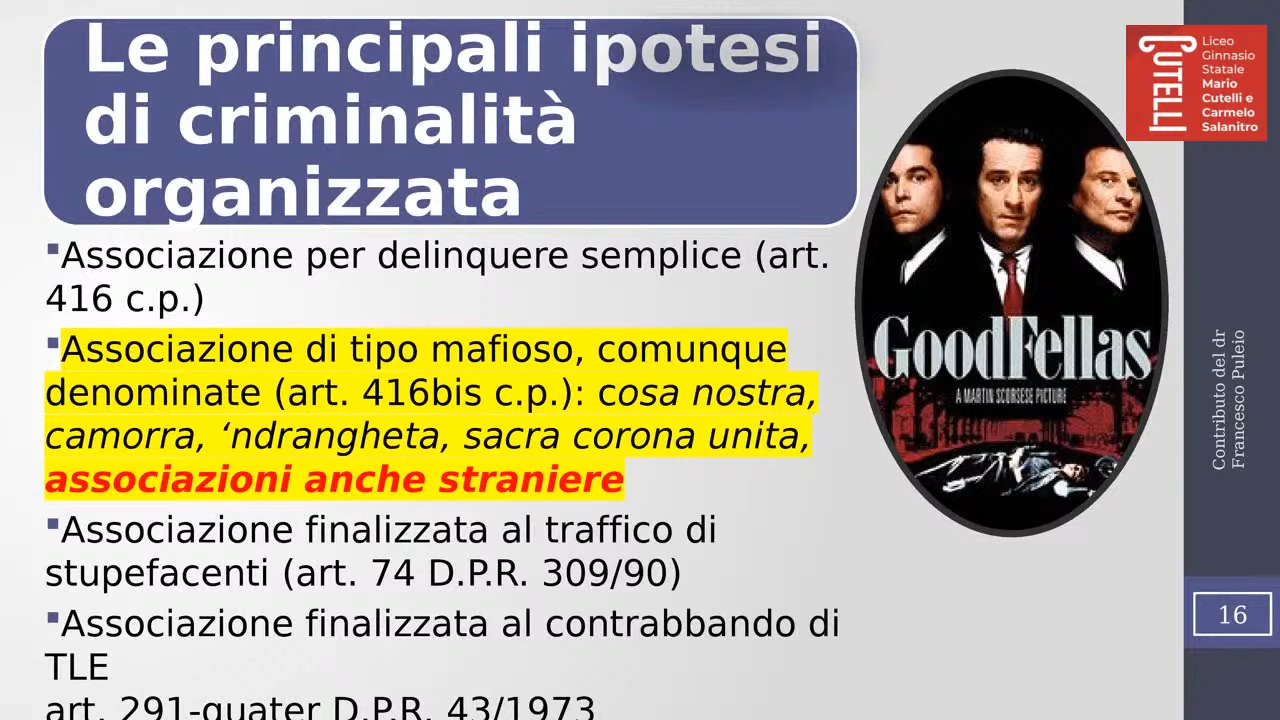 Le principali ipotesi
di criminalità
organizzata
▪Associazione per delinquere semplice (art.
416 c.p.)
▪Associazione di tipo mafioso, comunque
denominate (art. 416bis c.p.): cosa nostra,
camorra, ‘ndrangheta, sacra corona unita,
associazioni anche straniere
▪Associazione finalizzata al traffico di
stupefacenti (art. 74 D.P.R. 309/90)
▪Associazione finalizzata al contrabbando di
TLE
art. 291-quater D.P.R. 43/1973
GoodFellas
A MARTIN SCORSESE PICTURE
CUTELLI
Liceo
Ginnasio
Statale
Mario
Cutelli e
Carmelo
Salanitro
Contributo del dr
Francesco Puleio
16